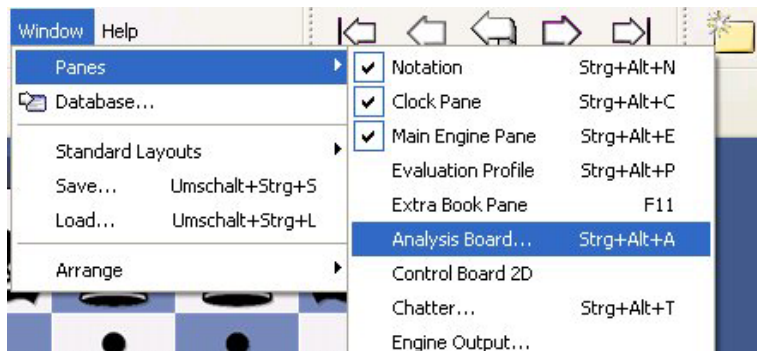 Window Help
Panes
Database...
Standard Layouts
Save... Umschalt+Strg+S
Load... Umschalt+Strg+L
Arrange
Notation Strg+Alt+N
Clock Pane Strg+Alt+C
Main Engine Pane Strg+Alt+E
Evaluation Profile Strg+Alt+P
Extra Book Pane F11
Analysis Board... Strg+Alt+A
Control Board 2D
Chatter... Strg+Alt+T
Engine Output...